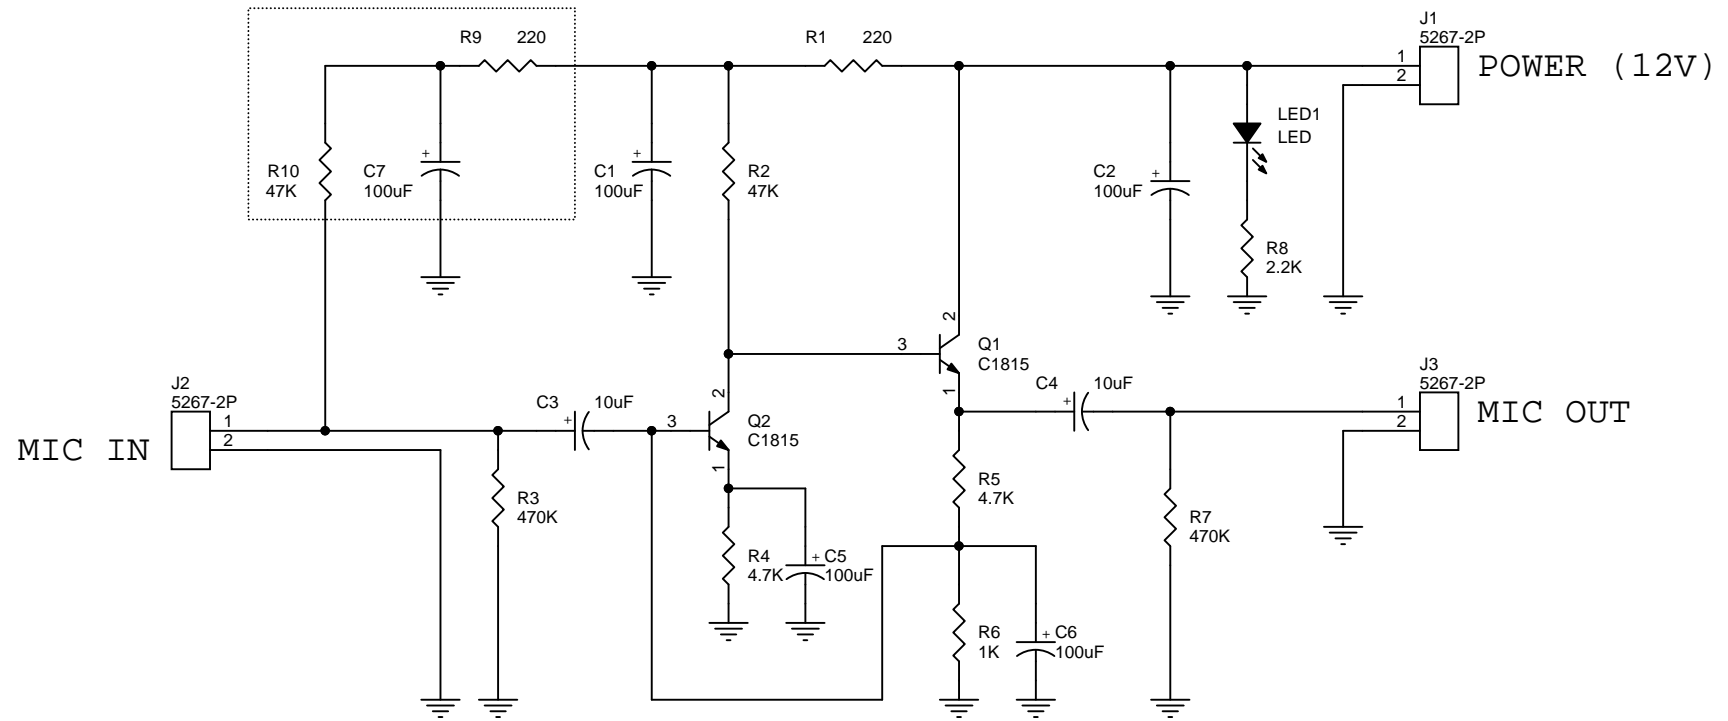 R9 220
R1 220
J1
5267-2P
1
2
POWER (12V)
LED1
LED
R10
47K
+
C7
100uF
+
C1
100uF
R2
47K
+
C2
100uF
R8
2.2K
2
3
Q1
C1815
1
J2
5267-2P
1
2
MIC IN
C3
+
10uF
2
3
Q2
C1815
1
C4
+
10uF
J3
5267-2P
1
2
MIC OUT
R3
470K
R5
4.7K
R7
470K
R4
4.7K
+ C5
100uF
R6
1K
+ C6
100uF